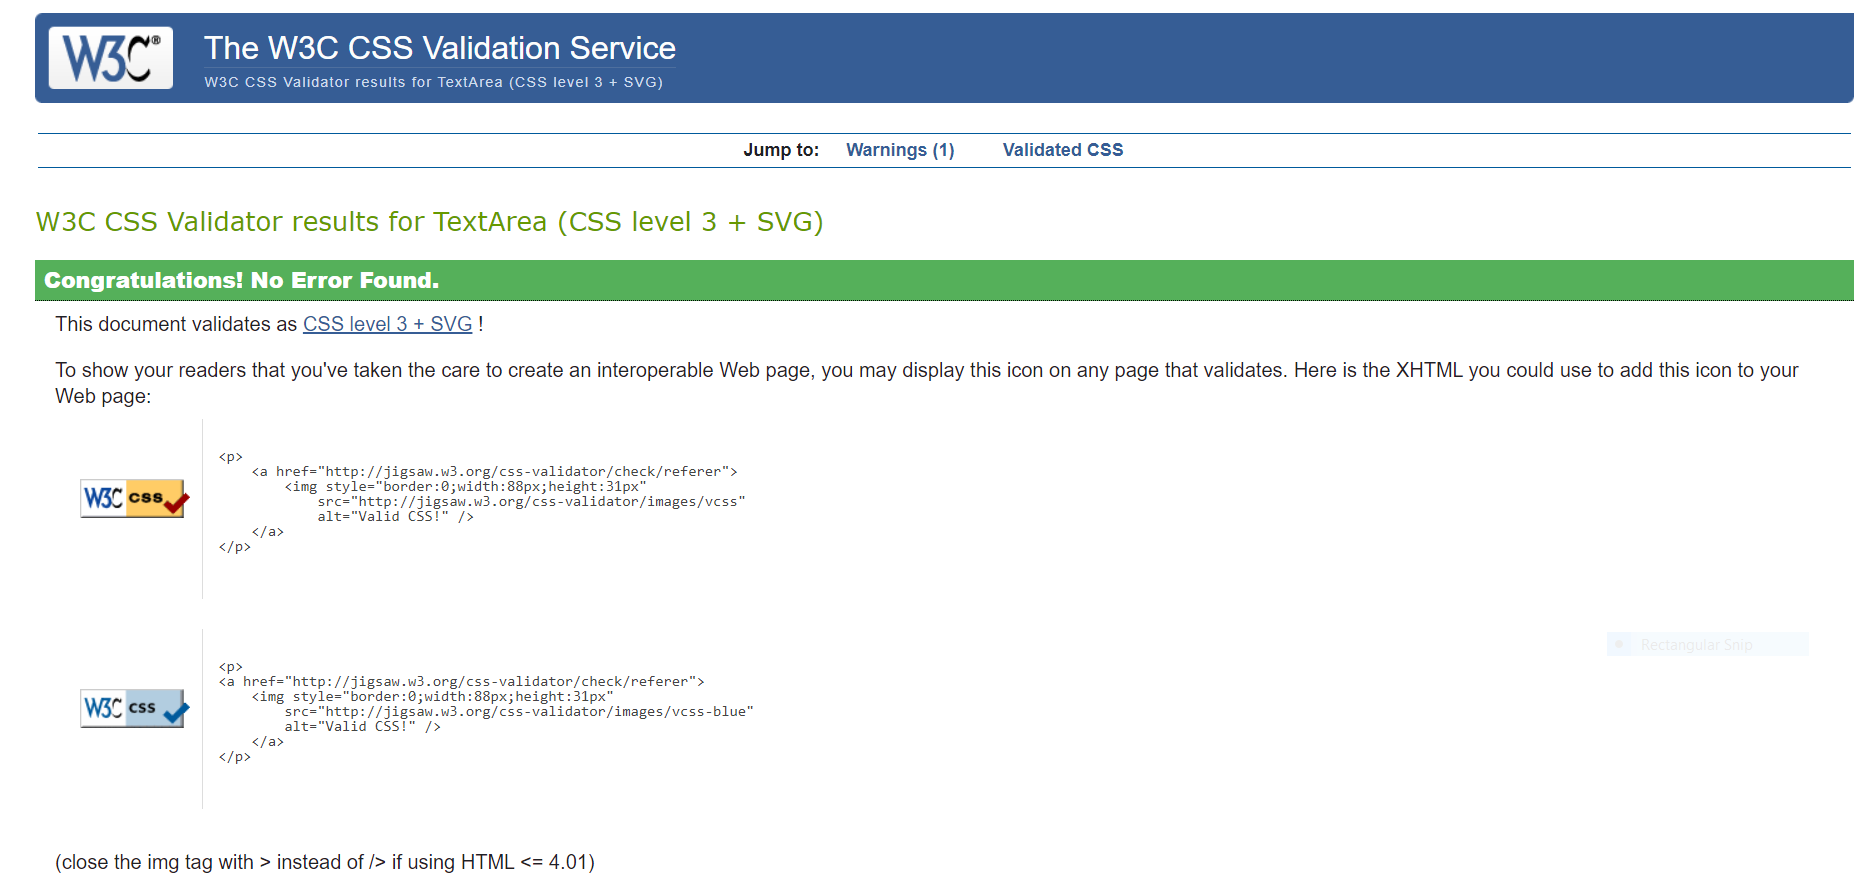 W3C®
The W3C CSS Validation Service
W3C CSS Validator results for TextArea (CSS level 3 + SVG)
Jump to: Warnings (1) Validated CSS
W3C CSS Validator results for TextArea (CSS level 3 + SVG)
Congratulations! No Error Found.
This document validates as CSS level 3 + SVG !
To show your readers that you've taken the care to create an interoperable Web page, you may display this icon on any page that validates. Here is the XHTML you could use to add this icon to your
Web page:
W3C css
<p>
    <a href="http://jigsaw.w3.org/css-validator/check/referer">
        <img style="border:0;width:88px;height:31px"
            src="http://jigsaw.w3.org/css-validator/images/vcss"
            alt="Valid CSS!" />
    </a>
</p>
Rectangular Snip
W3C css
<p>
<a href="http://jigsaw.w3.org/css-validator/check/referer">
    <img style="border:0;width:88px;height:31px"
        src="http://jigsaw.w3.org/css-validator/images/vcss-blue"
        alt="Valid CSS!" />
    </a>
</p>
(close the img tag with > instead of /> if using HTML <= 4.01)